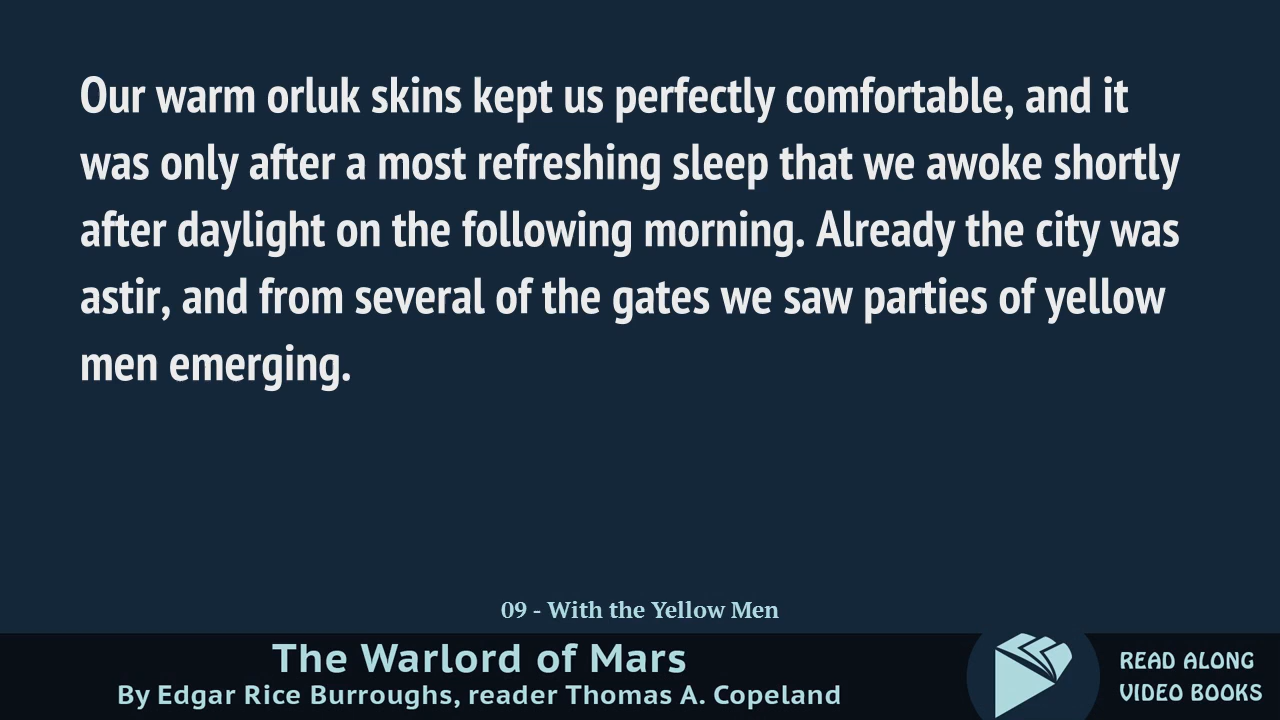 Our warm orluk skins kept us perfectly comfortable, and it
was only after a most refreshing sleep that we awoke shortly
after daylight on the following morning. Already the city was
astir, and from several of the gates we saw parties of yellow
men emerging.
09 - With the Yellow Men
The Warlord of Mars
By Edgar Rice Burroughs, reader Thomas A. Copeland
READ ALONG
VIDEO BOOKS